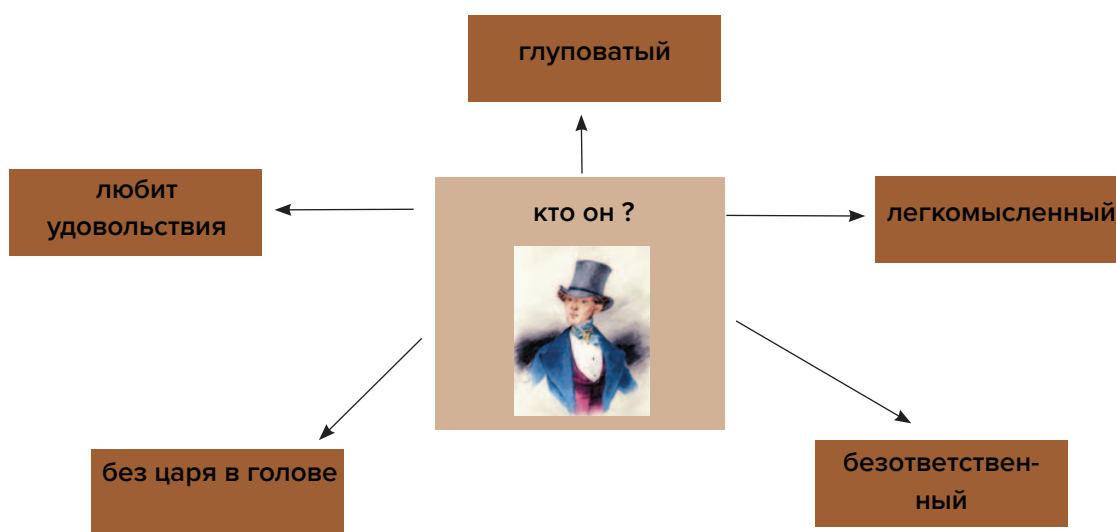 глуповатый
любит
удовольствия
кто он ?
легкомысленный
без царя в голове
безответствен-
ный